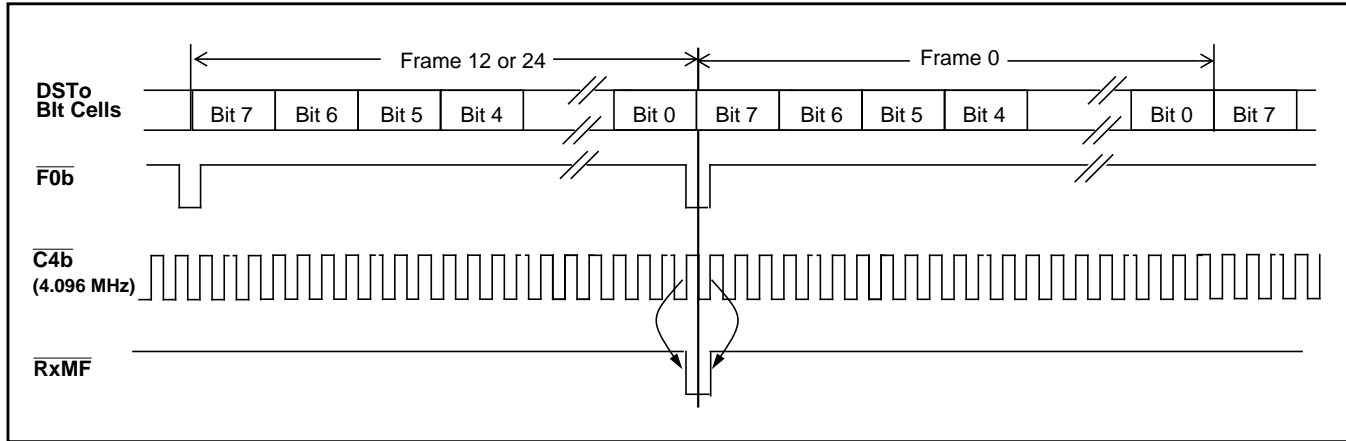 Frame 12 or 24
Frame 0
DSTo
BIt Cells
Bit 7
Bit 6
Bit 5
Bit 4
Bit 0
Bit 7
Bit 6
Bit 5
Bit 4
Bit 0
Bit 7
F0b
C4b
(4.096 MHz)
RxMF